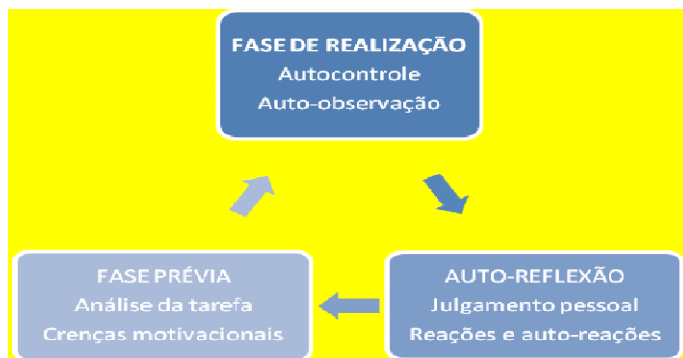 FASE DE REALIZAÇÃO
Autocontrole
Auto-observação
FASE PRÉVIA
Análise da tarefa
Crenças motivacionais
AUTO-REFLEXÃO
Julgamento pessoal
Reações e auto-reações